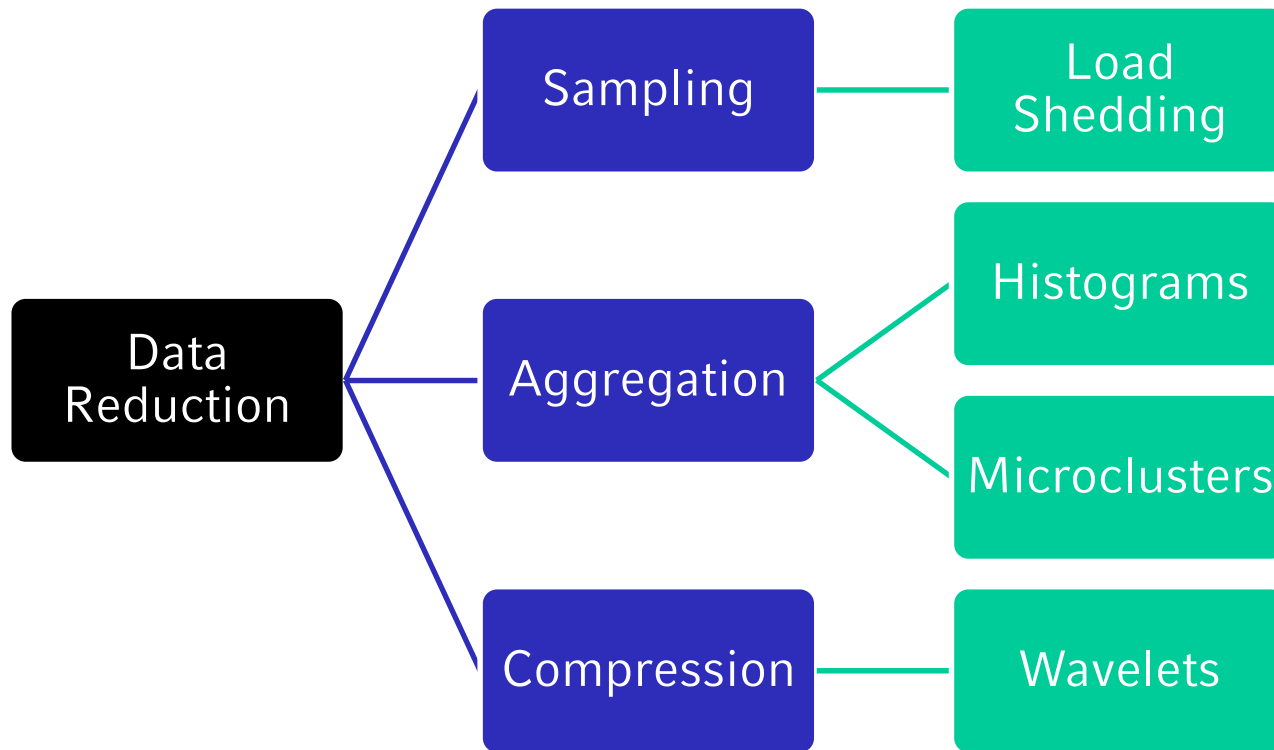 Sampling
Load
Shedding
Histograms
Data
Reduction
Aggregation
Microclusters
Compression
Wavelets